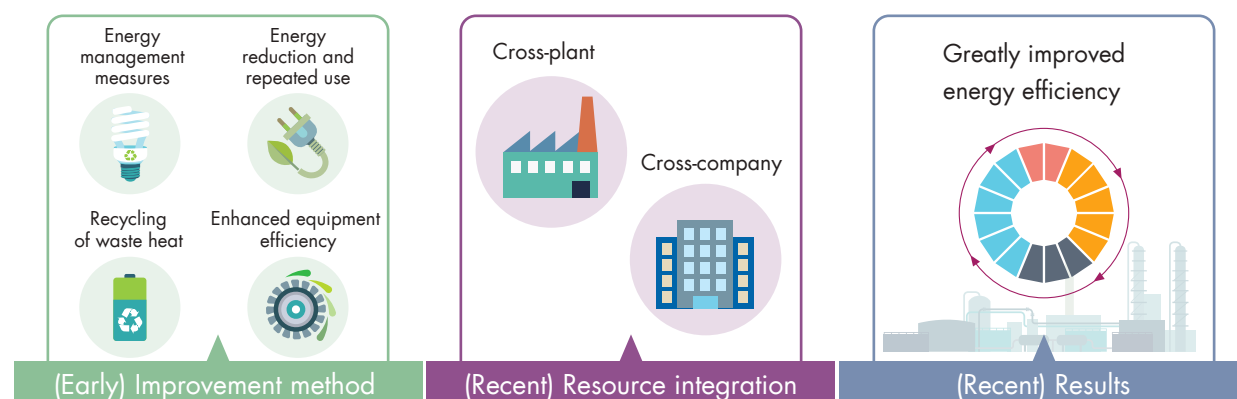 Energy
management
measures
Energy
reduction and
repeated use
Recycling
of waste heat
Enhanced equipment
efficiency
(Early) Improvement method
Cross-plant
Cross-company
(Recent) Resource integration
Greatly improved
energy efficiency
(Recent) Results